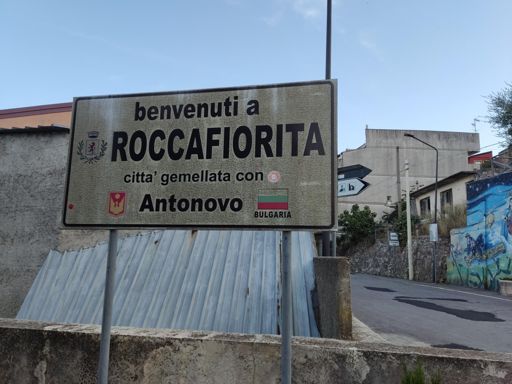 benvenuti a
ROCCAFIORITA
citta' gemellata con
Antonovo
BULGARIA